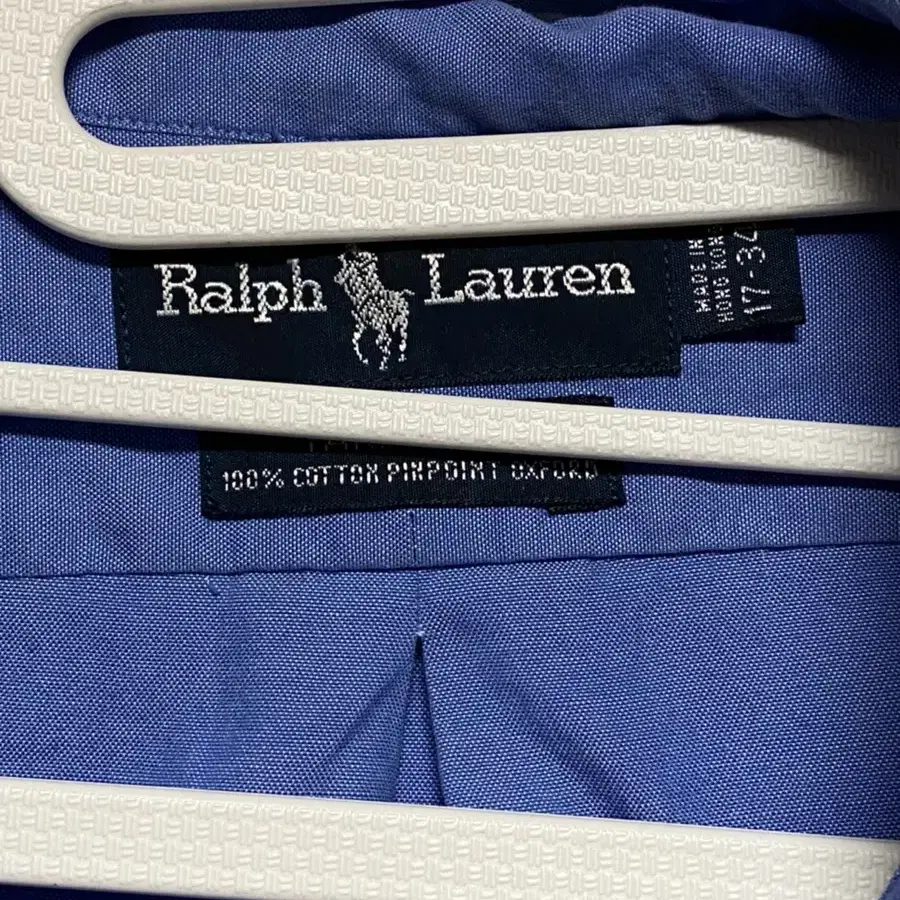 Ralph Lauren
MADE IN
HONG KONG
17-34
100% COTTON PINPOINT OXFORD